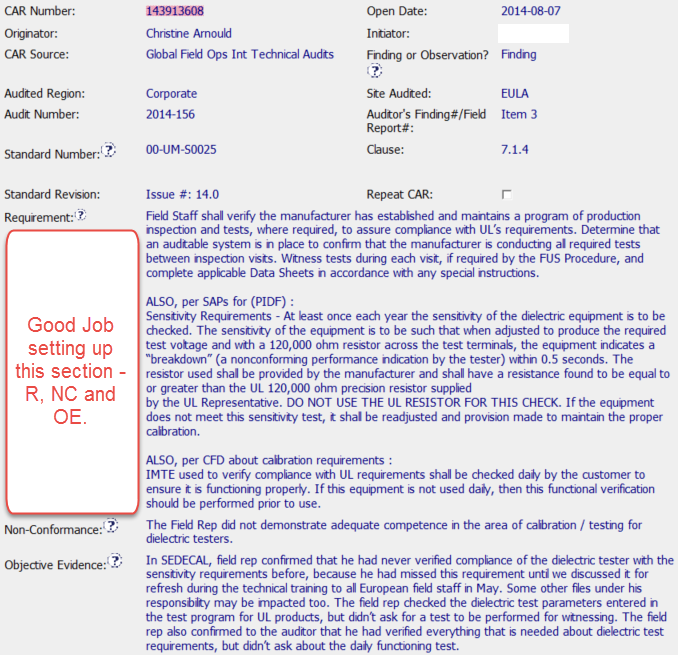 CAR Number: 143913608 Open Date: 2014-08-07
Originator: Christine Arnould Initiator:
CAR Source: Global Field Ops Int Technical Audits Finding or Observation? Finding
?
Audited Region: Corporate Site Audited: EULA
Audit Number: 2014-156 Auditor's Finding#/Field Item 3
Report#:
Standard Number: ? 00-UM-S0025 Clause: 7.1.4
Standard Revision: Issue #: 14.0 Repeat CAR:
Requirement: ? Field Staff shall verify the manufacturer has established and maintains a program of production
inspection and tests, where required, to assure compliance with UL's requirements. Determine that
an auditable system is in place to confirm that the manufacturer is conducting all required tests
between inspection visits. Witness tests during each visit, if required by the FUS Procedure, and
complete applicable Data Sheets in accordance with any special instructions.
ALSO, per SAPs for (PIDF) :
Sensitivity Requirements - At least once each year the sensitivity of the dielectric equipment is to be
checked. The sensitivity of the equipment is to be such that when adjusted to produce the required
test voltage and with a 120,000 ohm resistor across the test terminals, the equipment indicates a
"breakdown" (a nonconforming performance indication by the tester) within 0.5 seconds. The
resistor used shall be provided by the manufacturer and shall have a resistance found to be equal to
or greater than the UL 120,000 ohm precision resistor supplied
by the UL Representative. DO NOT USE THE UL RESISTOR FOR THIS CHECK. If the equipment
does not meet this sensitivity test, it shall be readjusted and provision made to maintain the proper
calibration.
ALSO, per CFD about calibration requirements :
IMTE used to verify compliance with UL requirements shall be checked daily by the customer to
ensure it is functioning properly. If this equipment is not used daily, then this functional verification
should be performed prior to use.
Good Job
setting up
this section -
R, NC and
OE.
Non-Conformance: ? The Field Rep did not demonstrate adequate competence in the area of calibration / testing for
dielectric testers.
Objective Evidence: ? In SEDECAL, field rep confirmed that he had never verified compliance of the dielectric tester with the
sensitivity requirements before, because he had missed this requirement until we discussed it for
refresh during the technical training to all European field staff in May. Some other files under his
responsibility may be impacted too. The field rep checked the dielectric test parameters entered in
the test program for UL products, but didn't ask for a test to be performed for witnessing. The field
rep also confirmed to the auditor that he had verified everything that is needed about dielectric test
requirements, but didn't ask about the daily functioning test.